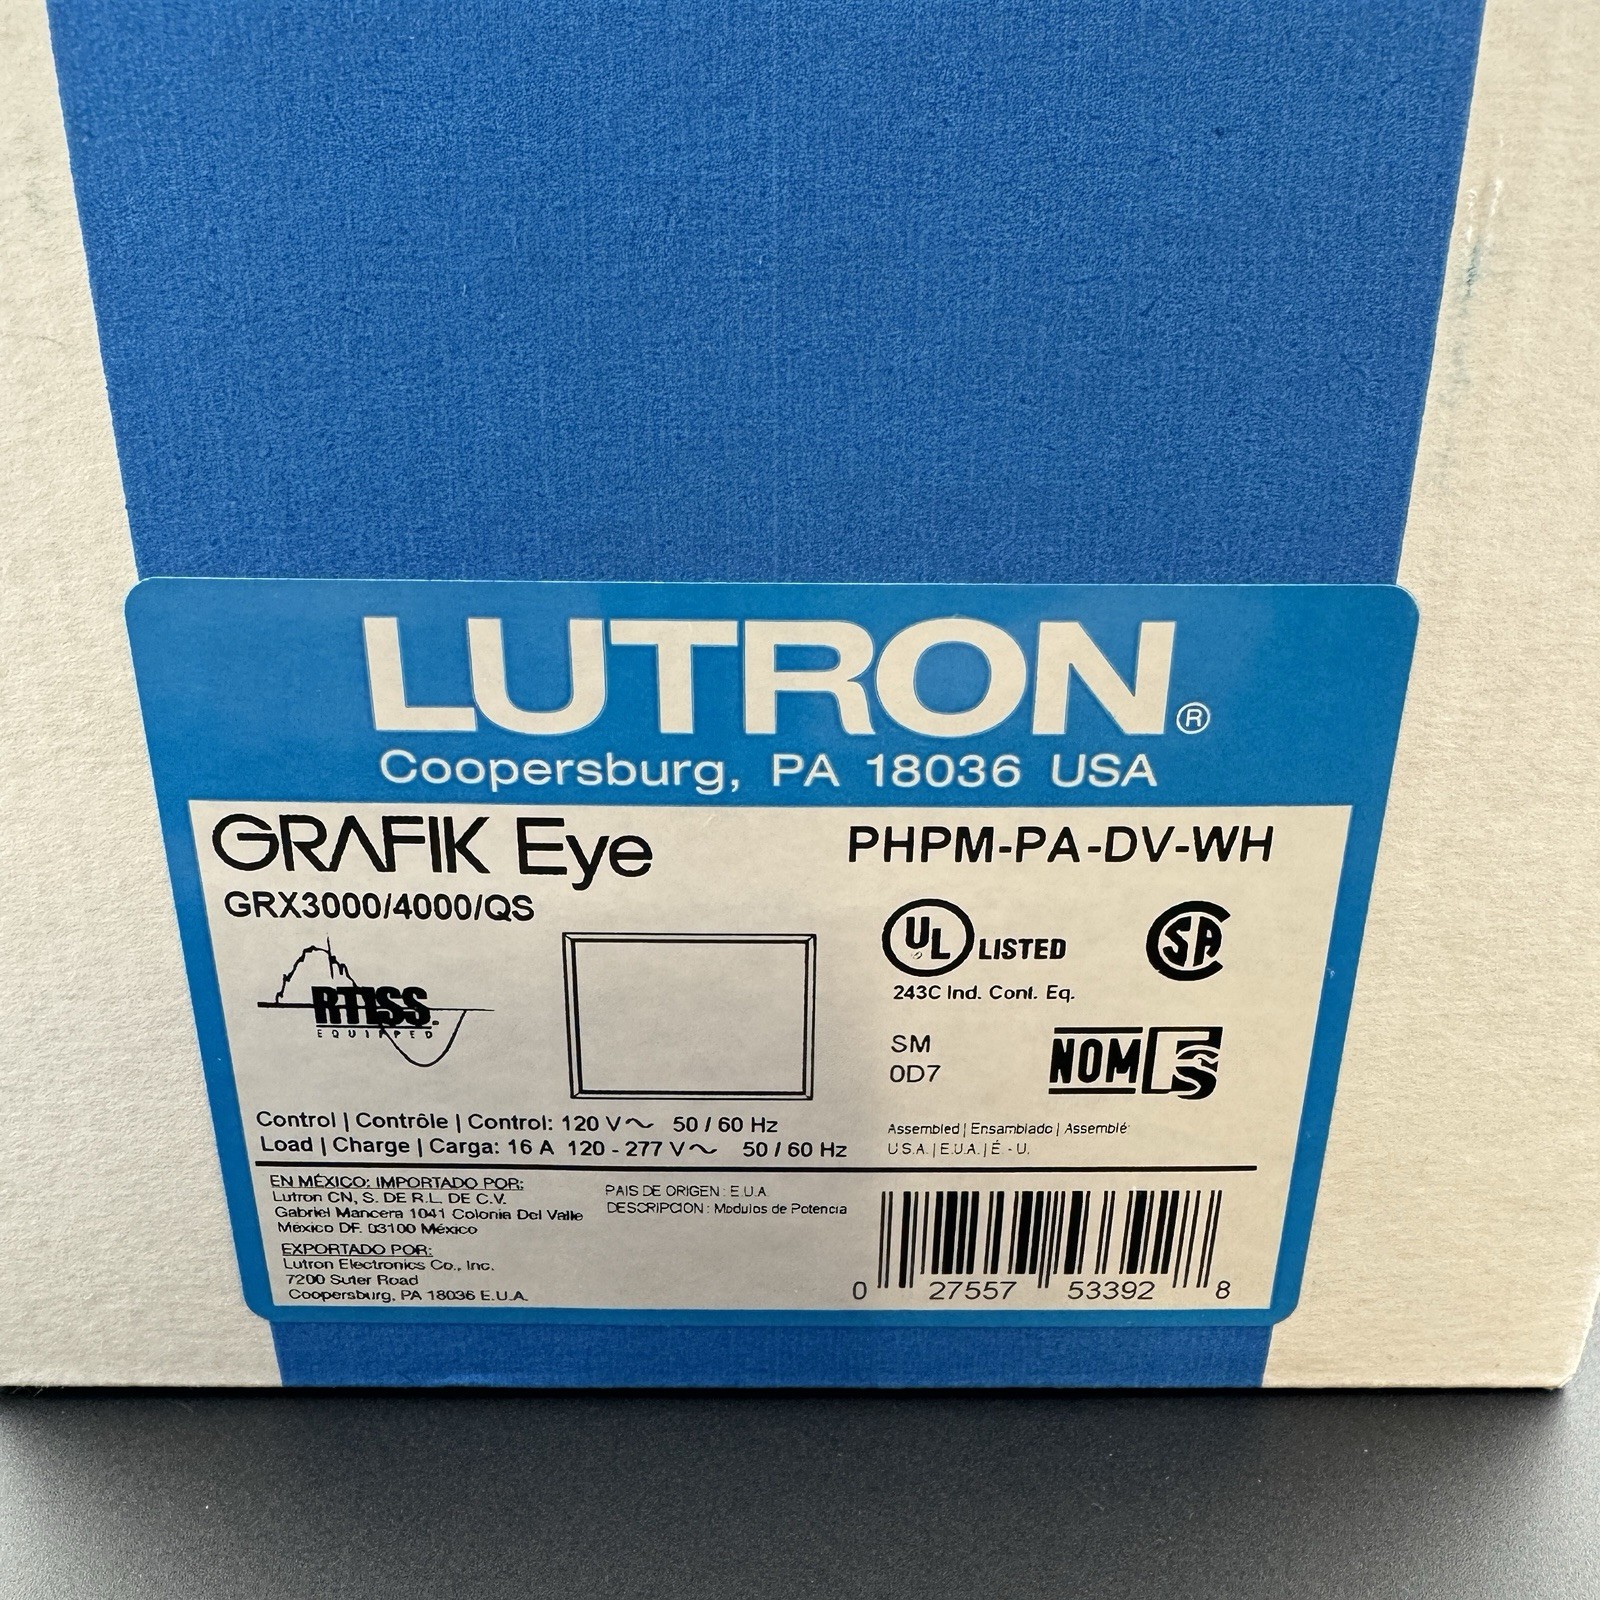 LUTRON®
Coopersburg, PA 18036 USA
GRAFIK Eye
PHPM-PA-DV-WH
GRX3000/4000/QS
RTISS®
EQUIPPED
UL LISTED
243C Ind. Cont. Eq.
SA
SM
0D7
NOM
Control | Contrôle | Control: 120 V~ 50 / 60 Hz
Load | Charge | Carga: 16 A 120 - 277 V~ 50 / 60 Hz
Assembled | Ensamblado | Assemblé
U.S.A. | E.U.A. | É. - U.
EN MÉXICO: IMPORTADO POR:
Lutron CN, S. DE R.L. DE C.V.
Gabriel Mancera 1041 Colonia Del Valle
México DF. 03100 México
EXPORTADO POR:
Lutron Electronics Co., Inc.
7200 Suter Road
Coopersburg, PA 18036 E.U.A.
PAIS DE ORIGEN : E.U.A.
DESCRIPCION : Modulos de Potencia
0 27557 53392 8